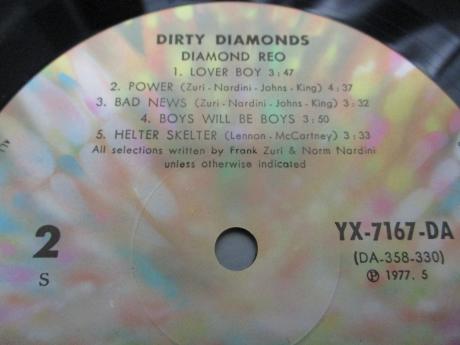 DIRTY DIAMONDS
DIAMOND REO
1. LOVER BOY 3:47
2. POWER (Zuri - Nardini - Johns - King) 4:37
3. BAD NEWS (Zuri - Nardini - Johns - King) 3:32
4. BOYS WILL BE BOYS 3:50
5. HELTER SKELTER (Lennon - McCartney) 3:33
All selections written by Frank Zuri & Norm Nardini
unless otherwise indicated
2
S
YX-7167-DA
(DA-358-330)
Ⓟ 1977. 5